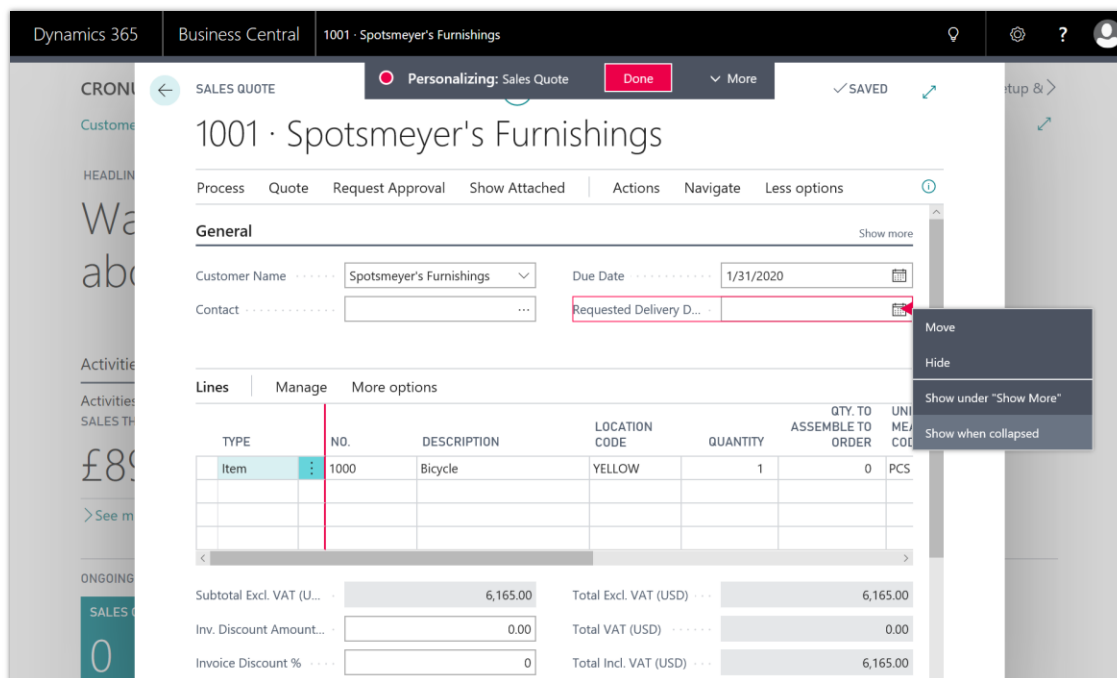 Dynamics 365 Business Central 1001 · Spotsmeyer's Furnishings ?
Personalizing: Sales Quote Done More
CRONU SALES QUOTE SAVED etup &
Custome
1001 · Spotsmeyer's Furnishings
HEADLIN
Process Quote Request Approval Show Attached Actions Navigate Less options
Wa
General Show more
abo
Customer Name Spotsmeyer's Furnishings Due Date 1/31/2020
Contact ... Requested Delivery D...
Move
Hide
Show under "Show More"
Show when collapsed
Activitie
Lines Manage More options
Activities
SALES TH
TYPE NO. DESCRIPTION LOCATION CODE QUANTITY QTY. TO ASSEMBLE TO ORDER UNI MEA COD
£89
Item 1000 Bicycle YELLOW 1 0 PCS
See m
ONGOING
Subtotal Excl. VAT (U... 6,165.00 Total Excl. VAT (USD) 6,165.00
SALES Q
Inv. Discount Amount... 0.00 Total VAT (USD) 0.00
0
Invoice Discount % 0 Total Incl. VAT (USD) 6,165.00